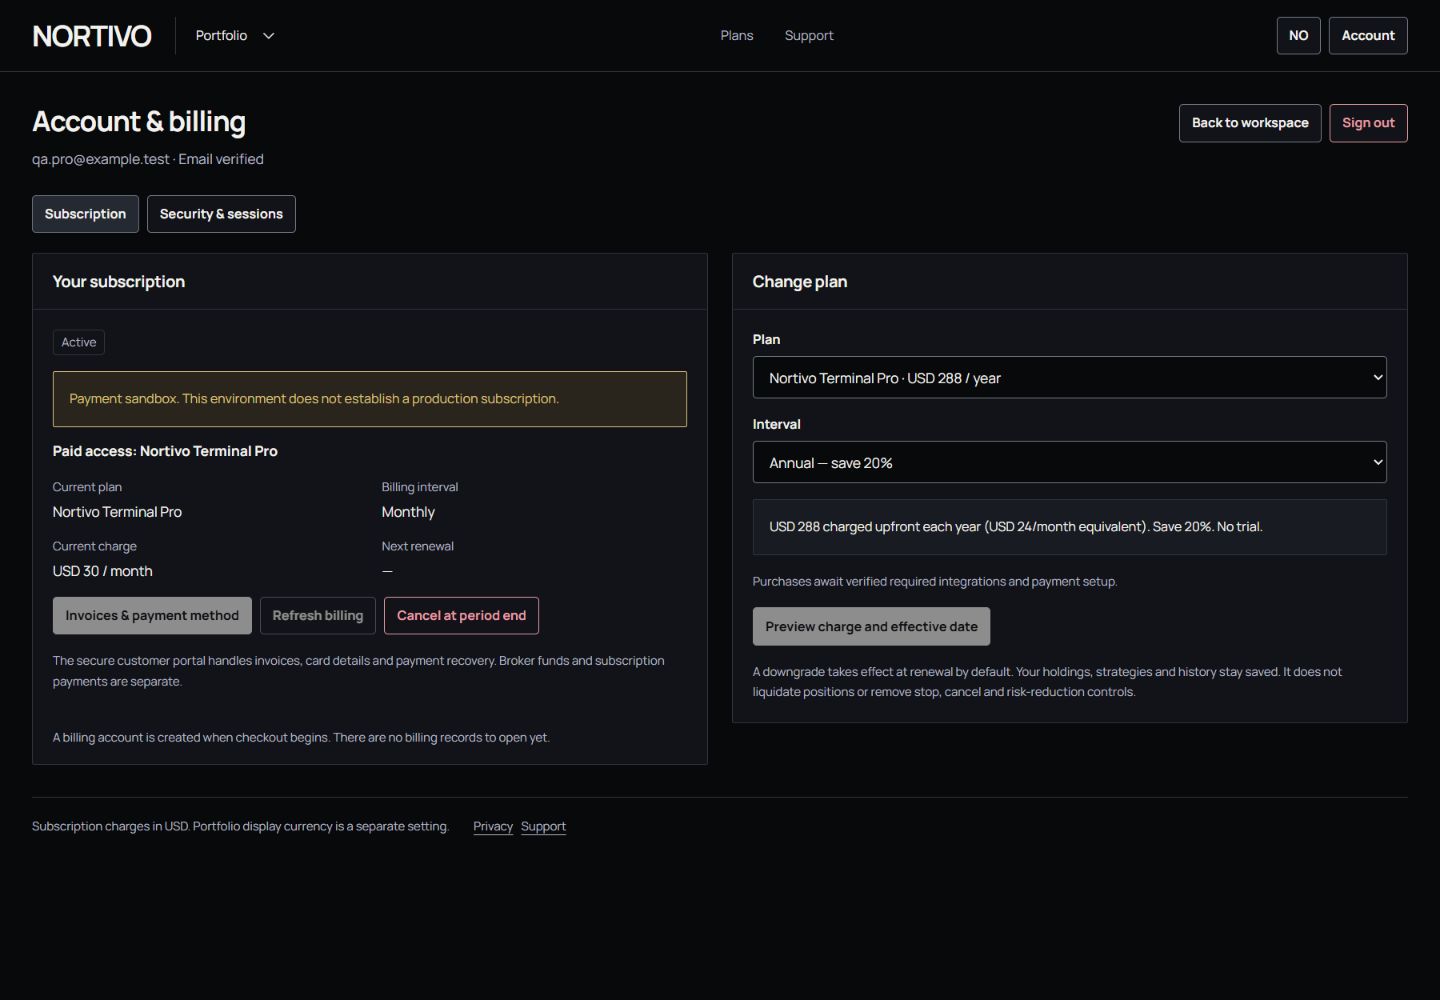 NORTIVO
Portfolio
Plans
Support
NO
Account
Account & billing
qa.pro@example.test · Email verified
Back to workspace
Sign out
Subscription
Security & sessions
Your subscription
Active
Payment sandbox. This environment does not establish a production subscription.
Paid access: Nortivo Terminal Pro
Current plan
Nortivo Terminal Pro
Billing interval
Monthly
Current charge
USD 30 / month
Next renewal
—
Invoices & payment method
Refresh billing
Cancel at period end
The secure customer portal handles invoices, card details and payment recovery. Broker funds and subscription
payments are separate.
A billing account is created when checkout begins. There are no billing records to open yet.
Change plan
Plan
Nortivo Terminal Pro · USD 288 / year
Interval
Annual — save 20%
USD 288 charged upfront each year (USD 24/month equivalent). Save 20%. No trial.
Purchases await verified required integrations and payment setup.
Preview charge and effective date
A downgrade takes effect at renewal by default. Your holdings, strategies and history stay saved. It does not
liquidate positions or remove stop, cancel and risk-reduction controls.
Subscription charges in USD. Portfolio display currency is a separate setting.
Privacy
Support